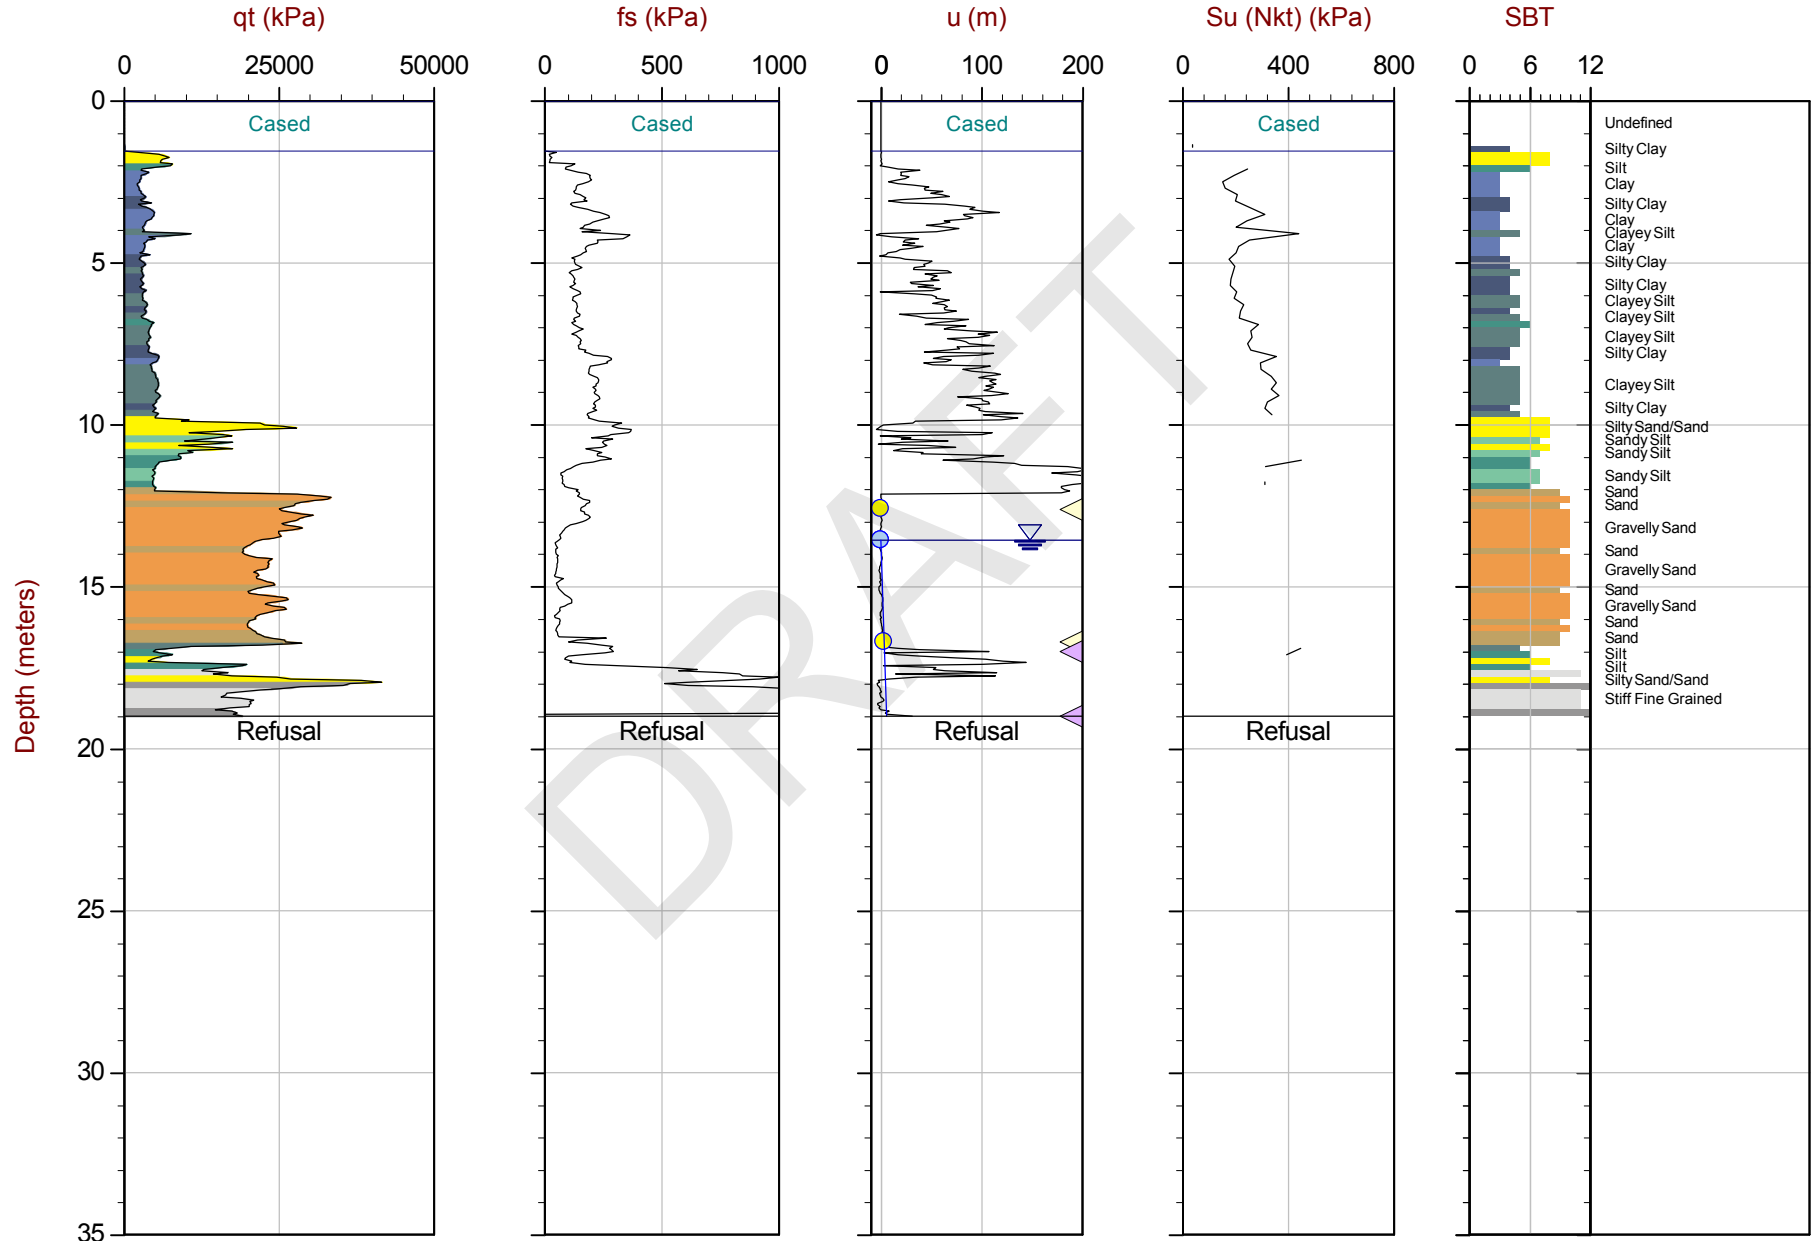 qt (kPa) fs (kPa) u (m) Su (Nkt) (kPa) SBT
0 25000 50000 0 500 1000 0 100 200 0 400 800 0 6 12
0
Cased Cased Cased Cased
Undefined
Silty Clay
Silt
Clay
Silty Clay
Clay
Clayey Silt
Clay
5
Silty Clay
Silty Clay
Clayey Silt
Clayey Silt
Clayey Silt
Silty Clay
Clayey Silt
Silty Clay
10
Silty Sand/Sand
Sandy Silt
Sandy Silt
Sandy Silt
Sand
Sand
Gravelly Sand
Sand
Gravelly Sand
15
Sand
Gravelly Sand
Sand
Sand
Silt
Silt
Silty Sand/Sand
Stiff Fine Grained
Refusal Refusal Refusal Refusal
20
25
30
35
Depth (meters)
DRAFT